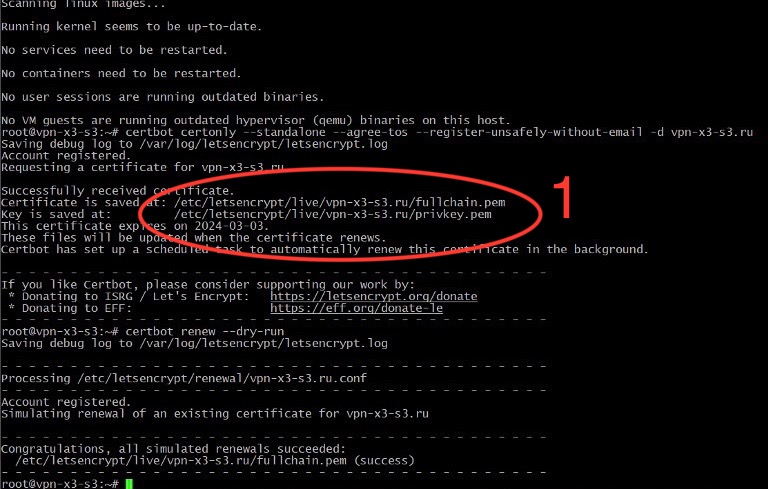 Scanning linux images...
Running kernel seems to be up-to-date.
No services need to be restarted.
No containers need to be restarted.
No user sessions are running outdated binaries.
No VM guests are running outdated hypervisor (qemu) binaries on this host.
root@vpn-x3-s3:~# certbot certonly --standalone --agree-tos --register-unsafely-without-email -d vpn-x3-s3.ru
Saving debug log to /var/log/letsencrypt/letsencrypt.log
Account registered.
Requesting a certificate for vpn-x3-s3.ru
Successfully received certificate.
Certificate is saved at: /etc/letsencrypt/live/vpn-x3-s3.ru/fullchain.pem
Key is saved at:         /etc/letsencrypt/live/vpn-x3-s3.ru/privkey.pem
1
This certificate expires on 2024-03-03.
These files will be updated when the certificate renews.
Certbot has set up a scheduled task to automatically renew this certificate in the background.
- - - - - - - - - - - - - - - - - - - - - - - - - - - - - - - - - - - - - - - -
If you like Certbot, please consider supporting our work by:
 * Donating to ISRG / Let's Encrypt:   https://letsencrypt.org/donate
 * Donating to EFF:                    https://eff.org/donate-le
- - - - - - - - - - - - - - - - - - - - - - - - - - - - - - - - - - - - - - - -
root@vpn-x3-s3:~# certbot renew --dry-run
Saving debug log to /var/log/letsencrypt/letsencrypt.log
- - - - - - - - - - - - - - - - - - - - - - - - - - - - - - - - - - - - - - - -
Processing /etc/letsencrypt/renewal/vpn-x3-s3.ru.conf
- - - - - - - - - - - - - - - - - - - - - - - - - - - - - - - - - - - - - - - -
Account registered.
Simulating renewal of an existing certificate for vpn-x3-s3.ru
- - - - - - - - - - - - - - - - - - - - - - - - - - - - - - - - - - - - - - - -
Congratulations, all simulated renewals succeeded:
  /etc/letsencrypt/live/vpn-x3-s3.ru/fullchain.pem (success)
- - - - - - - - - - - - - - - - - - - - - - - - - - - - - - - - - - - - - - - -
root@vpn-x3-s3:~#